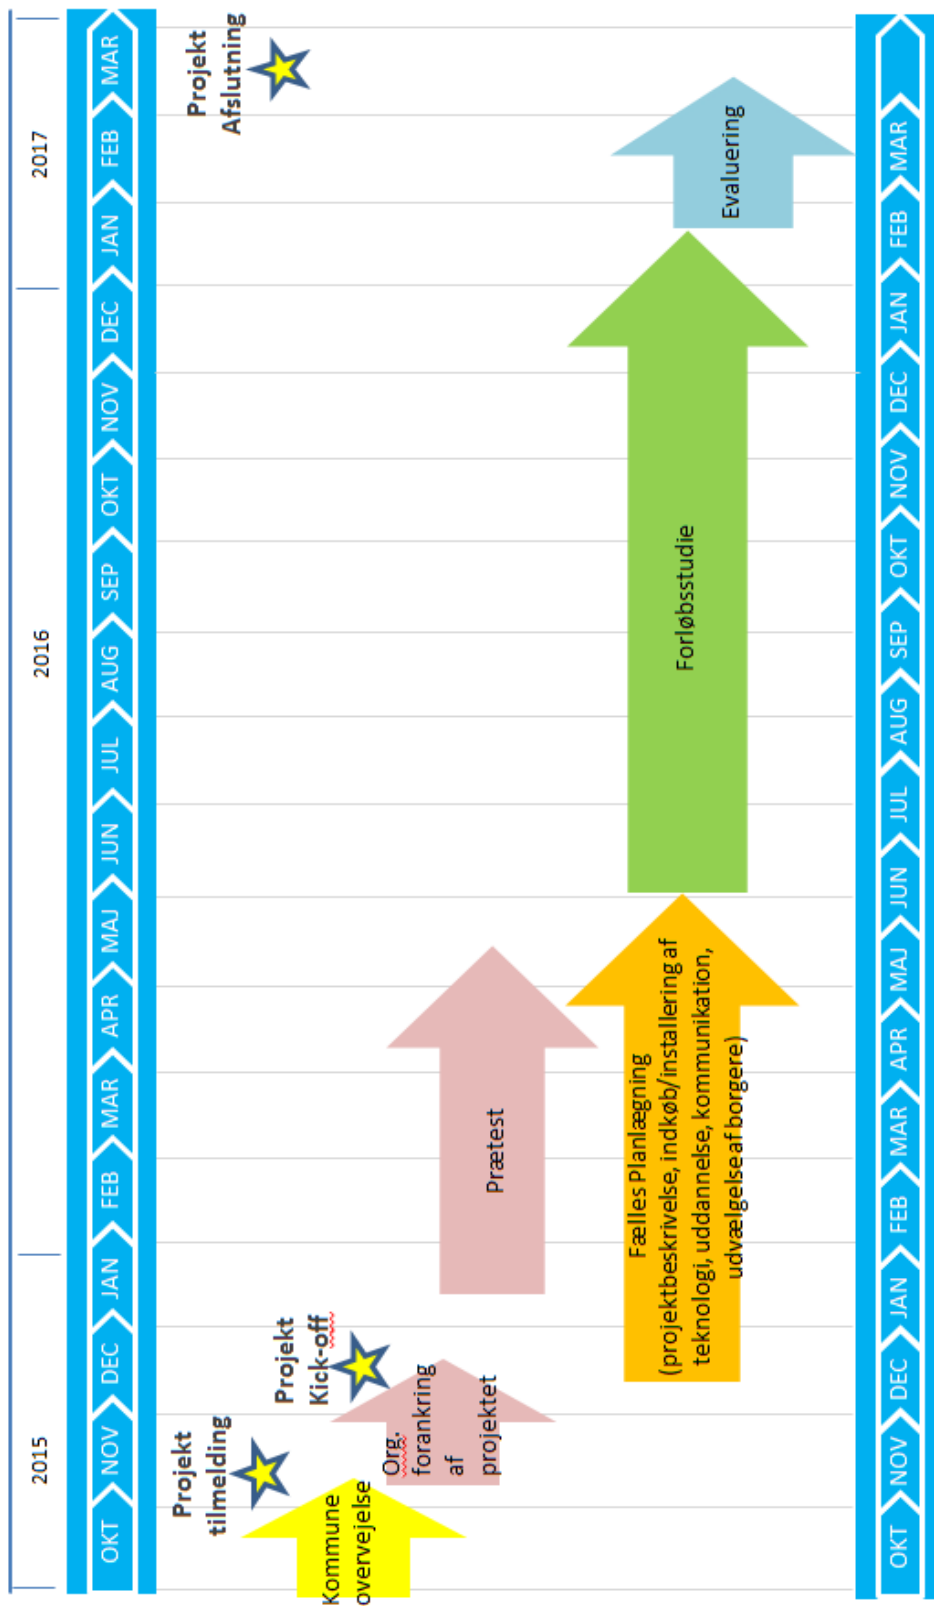 2015
2016
2017
OKT
NOV
DEC
JAN
FEB
MAR
APR
MAJ
JUN
JUL
AUG
SEP
OKT
NOV
DEC
JAN
FEB
MAR
Projekt
tilmelding
Projekt
Afslutning
Projekt
Kick-off
Kommune
overvejelse
Org.
forankring
af
projektet
Prætest
Fælles Planlægning
(projektbeskrivelse, indkøb/installering af
teknologi, uddannelse, kommunikation,
udvælgelse af borgere)
Forløbsstudie
Evaluering
OKT
NOV
DEC
JAN
FEB
MAR
APR
MAJ
JUN
JUL
AUG
SEP
OKT
NOV
DEC
JAN
FEB
MAR